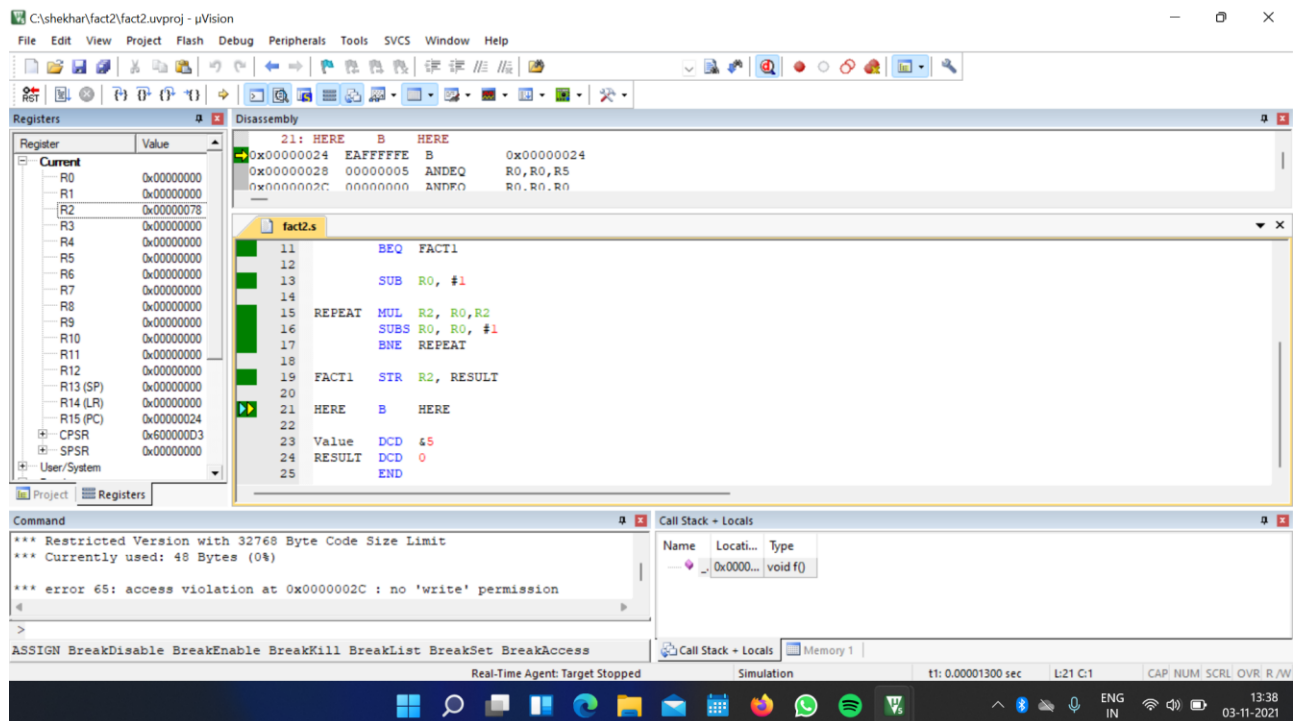 C:\shekhar\fact2\fact2.uvproj - µVision
File Edit View Project Flash Debug Peripherals Tools SVCS Window Help
RST
Registers
Register Value
Current
R0 0x00000000
R1 0x00000000
R2 0x00000078
R3 0x00000000
R4 0x00000000
R5 0x00000000
R6 0x00000000
R7 0x00000000
R8 0x00000000
R9 0x00000000
R10 0x00000000
R11 0x00000000
R12 0x00000000
R13 (SP) 0x00000000
R14 (LR) 0x00000000
R15 (PC) 0x00000024
CPSR 0x600000D3
SPSR 0x00000000
User/System
Project Registers
Disassembly
21: HERE B HERE
0x00000024 EAFFFFFE B 0x00000024
0x00000028 00000005 ANDEQ R0,R0,R5
0x0000002C 00000000 ANDEQ R0,R0,R0
fact2.s
11 BEQ FACT1
12
13 SUB R0, #1
14
15 REPEAT MUL R2, R0,R2
16 SUBS R0, R0, #1
17 BNE REPEAT
18
19 FACT1 STR R2, RESULT
20
21 HERE B HERE
22
23 Value DCD &5
24 RESULT DCD 0
25 END
Command
*** Restricted Version with 32768 Byte Code Size Limit
*** Currently used: 48 Bytes (0%)
*** error 65: access violation at 0x0000002C : no 'write' permission
>
ASSIGN BreakDisable BreakEnable BreakKill BreakList BreakSet BreakAccess
Call Stack + Locals
Name Locati... Type
_. 0x0000... void f()
Call Stack + Locals Memory 1
Real-Time Agent: Target Stopped Simulation t1: 0.00001300 sec L:21 C:1 CAP NUM SCRL OVR R/W
ENG
IN
13:38
03-11-2021